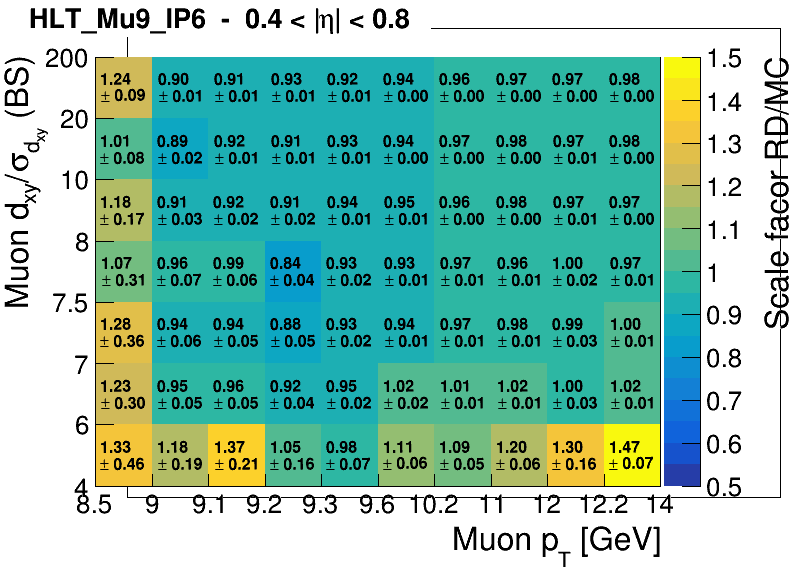 HLT_Mu9_IP6 - 0.4 < |η| < 0.8
200
1.24 0.90 0.91 0.93 0.92 0.94 0.96 0.97 0.97 0.98
± 0.09 ± 0.01 ± 0.01 ± 0.01 ± 0.01 ± 0.00 ± 0.00 ± 0.00 ± 0.00 ± 0.00
20
1.01 0.89 0.92 0.91 0.93 0.94 0.97 0.98 0.97 0.98
± 0.08 ± 0.02 ± 0.01 ± 0.01 ± 0.01 ± 0.00 ± 0.00 ± 0.00 ± 0.01 ± 0.00
10
1.18 0.91 0.92 0.91 0.94 0.95 0.96 0.98 0.97 0.97
± 0.17 ± 0.03 ± 0.02 ± 0.02 ± 0.01 ± 0.01 ± 0.00 ± 0.00 ± 0.01 ± 0.00
8
1.07 0.96 0.99 0.84 0.93 0.93 0.97 0.96 1.00 0.97
± 0.31 ± 0.07 ± 0.06 ± 0.04 ± 0.02 ± 0.01 ± 0.01 ± 0.01 ± 0.02 ± 0.01
7.5
1.28 0.94 0.94 0.88 0.93 0.94 0.97 0.98 0.99 1.00
± 0.36 ± 0.06 ± 0.05 ± 0.05 ± 0.02 ± 0.01 ± 0.01 ± 0.01 ± 0.03 ± 0.01
7
1.23 0.95 0.96 0.92 0.95 1.02 1.01 1.02 1.00 1.02
± 0.30 ± 0.05 ± 0.05 ± 0.04 ± 0.02 ± 0.02 ± 0.01 ± 0.01 ± 0.03 ± 0.01
6
1.33 1.18 1.37 1.05 0.98 1.11 1.09 1.20 1.30 1.47
± 0.46 ± 0.19 ± 0.21 ± 0.16 ± 0.07 ± 0.06 ± 0.05 ± 0.06 ± 0.16 ± 0.07
4
8.5 9 9.1 9.2 9.3 9.6 10.2 11 12 12.2 14
Muon p_T [GeV]
Muon d_xy/σ_d_xy (BS)
1.5
1.4
1.3
1.2
1.1
1
0.9
0.8
0.7
0.6
0.5
Scale facor RD/MC